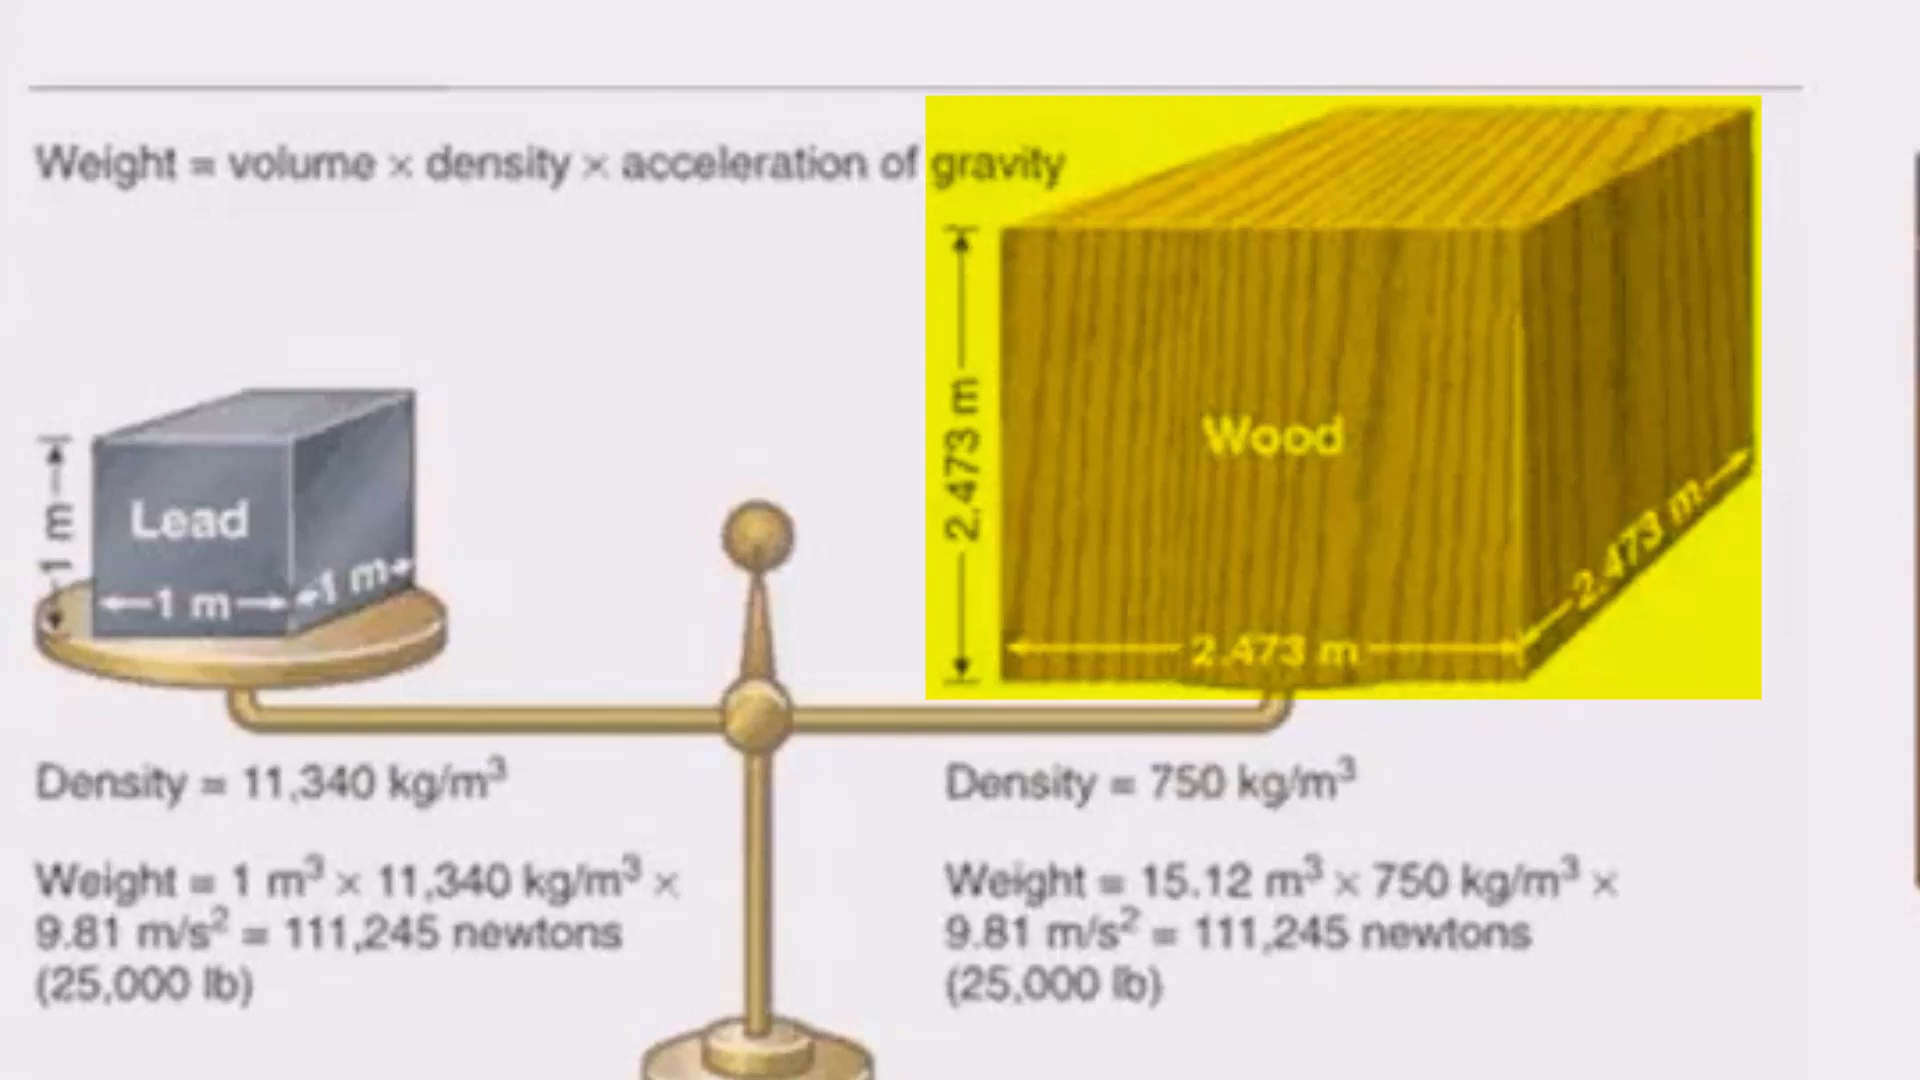 Weight = volume × density × acceleration of gravity
2.473 m
Wood
2.473 m
2.473 m
Lead
1 m
1 m
1 m
Density = 11,340 kg/m³
Weight = 1 m³ × 11,340 kg/m³ ×
9.81 m/s² = 111,245 newtons
(25,000 lb)
Density = 750 kg/m³
Weight = 15.12 m³ × 750 kg/m³ ×
9.81 m/s² = 111,245 newtons
(25,000 lb)